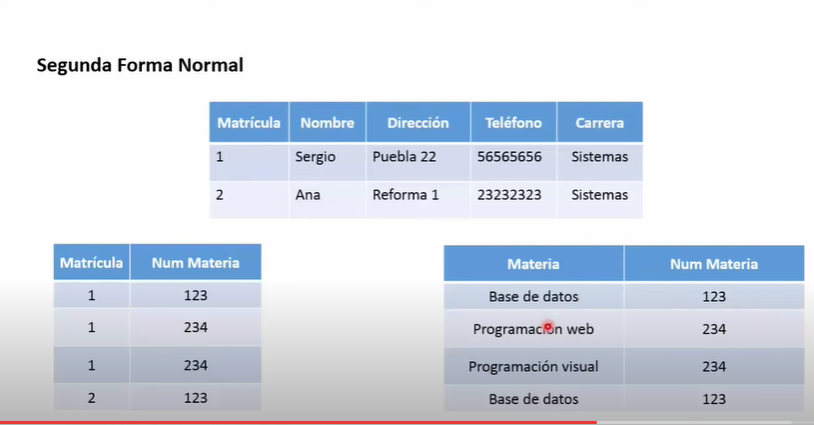 Segunda Forma Normal
Matrícula Nombre Dirección Teléfono Carrera
1 Sergio Puebla 22 56565656 Sistemas
2 Ana Reforma 1 23232323 Sistemas
Matrícula Num Materia
1 123
1 234
1 234
2 123
Materia Num Materia
Base de datos 123
Programación web 234
Programación visual 234
Base de datos 123